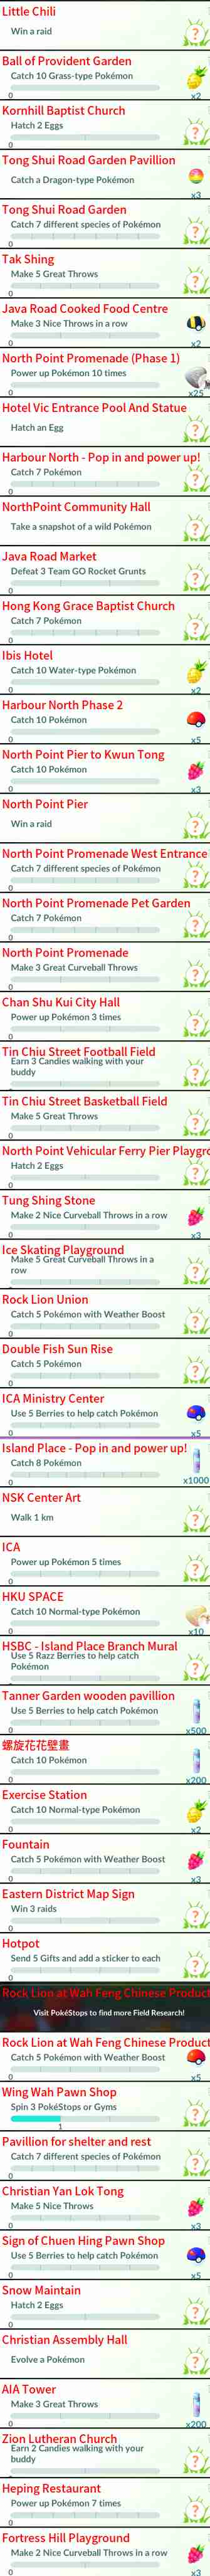 Little Chili
Win a raid
Ball of Provident Garden
Catch 10 Grass-type Pokémon
0
x2
Kornhill Baptist Church
Hatch 2 Eggs
0
Tong Shui Road Garden Pavillion
Catch a Dragon-type Pokémon
x3
Tong Shui Road Garden
Catch 7 different species of Pokémon
0
Tak Shing
Make 5 Great Throws
0
Java Road Cooked Food Centre
Make 3 Nice Throws in a row
0
x2
North Point Promenade (Phase 1)
Power up Pokémon 10 times
0
x25
Hotel Vic Entrance Pool And Statue
Hatch an Egg
Harbour North - Pop in and power up!
Catch 7 Pokémon
0
NorthPoint Community Hall
Take a snapshot of a wild Pokémon
Java Road Market
Defeat 3 Team GO Rocket Grunts
0
Hong Kong Grace Baptist Church
Catch 7 Pokémon
0
Ibis Hotel
Catch 10 Water-type Pokémon
0
x2
Harbour North Phase 2
Catch 10 Pokémon
0
x5
North Point Pier to Kwun Tong
Catch 10 Pokémon
0
x3
North Point Pier
Win a raid
North Point Promenade West Entrance
Catch 7 different species of Pokémon
0
North Point Promenade Pet Garden
Catch 7 Pokémon
0
North Point Promenade
Make 3 Great Curveball Throws
0
Chan Shu Kui City Hall
Power up Pokémon 3 times
0
Tin Chiu Street Football Field
Earn 3 Candies walking with your
buddy
Tin Chiu Street Basketball Field
Make 5 Great Throws
0
North Point Vehicular Ferry Pier Playgro
Hatch 2 Eggs
0
Tung Shing Stone
Make 2 Nice Curveball Throws in a row
0
x3
Ice Skating Playground
Make 5 Great Curveball Throws in a
row
Rock Lion Union
Catch 5 Pokémon with Weather Boost
0
Double Fish Sun Rise
Catch 5 Pokémon
0
ICA Ministry Center
Use 5 Berries to help catch Pokémon
0
x5
Island Place - Pop in and power up!
Catch 8 Pokémon
0
x1000
NSK Center Art
Walk 1 km
ICA
Power up Pokémon 5 times
0
HKU SPACE
Catch 10 Normal-type Pokémon
0
x10
HSBC - Island Place Branch Mural
Use 5 Razz Berries to help catch
Pokémon
Tanner Garden wooden pavillion
Use 5 Berries to help catch Pokémon
0
x500
螺旋花花壁畫
Catch 10 Pokémon
0
x200
Exercise Station
Catch 10 Normal-type Pokémon
0
x2
Fountain
Catch 5 Pokémon with Weather Boost
0
x3
Eastern District Map Sign
Win 3 raids
0
Hotpot
Send 5 Gifts and add a sticker to each
0
Rock Lion at Wah Feng Chinese Product
Visit PokéStops to find more Field Research!
Rock Lion at Wah Feng Chinese Product
Catch 5 Pokémon with Weather Boost
0
x5
Wing Wah Pawn Shop
Spin 3 PokéStops or Gyms
1
Pavillion for shelter and rest
Catch 7 different species of Pokémon
0
Christian Yan Lok Tong
Make 5 Nice Throws
0
x3
Sign of Chuen Hing Pawn Shop
Use 5 Berries to help catch Pokémon
0
x5
Snow Maintain
Hatch 2 Eggs
0
Christian Assembly Hall
Evolve a Pokémon
AIA Tower
Make 3 Great Throws
0
x200
Zion Lutheran Church
Earn 2 Candies walking with your
buddy
Heping Restaurant
Power up Pokémon 7 times
0
Fortress Hill Playground
Make 2 Nice Curveball Throws in a row
0
x3